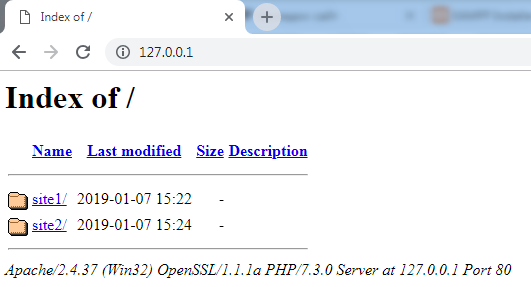 Index of /
127.0.0.1
Index of /
Name Last modified Size Description
site1/ 2019-01-07 15:22 -
site2/ 2019-01-07 15:24 -
Apache/2.4.37 (Win32) OpenSSL/1.1.1a PHP/7.3.0 Server at 127.0.0.1 Port 80